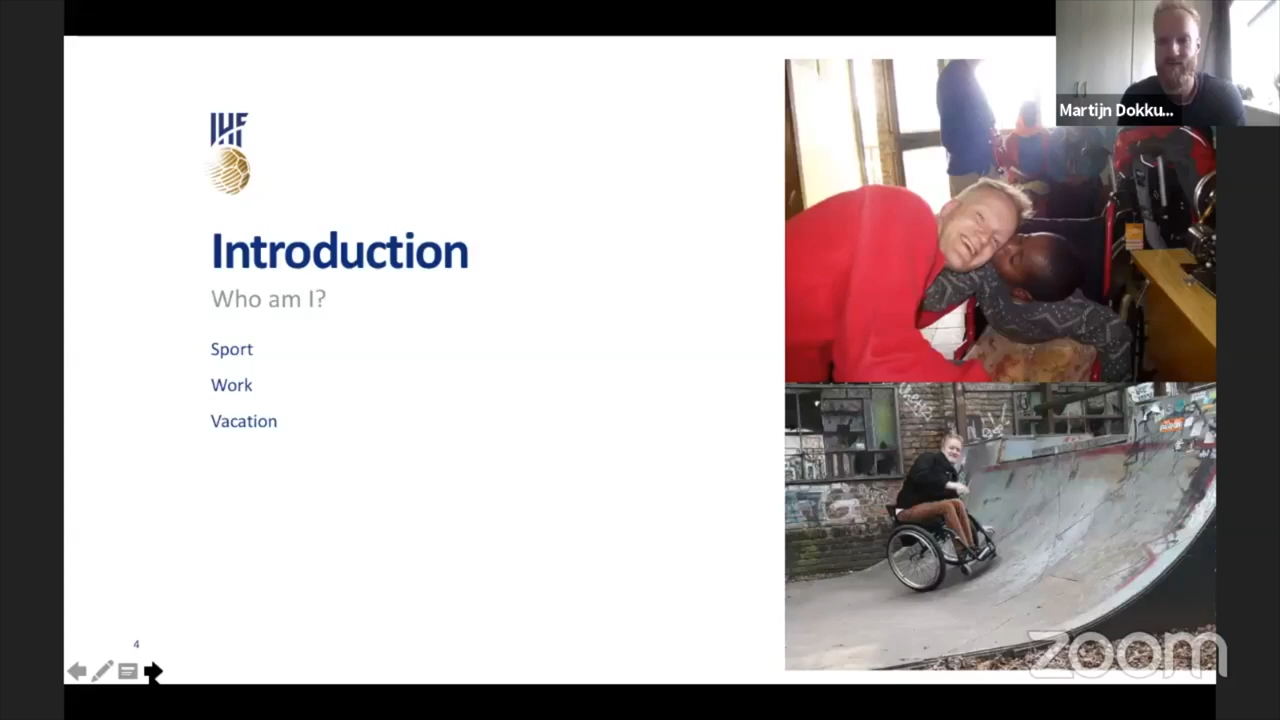 IHF
Introduction
Who am I?
Sport
Work
Vacation
4
Martijn Dokku...
zoom